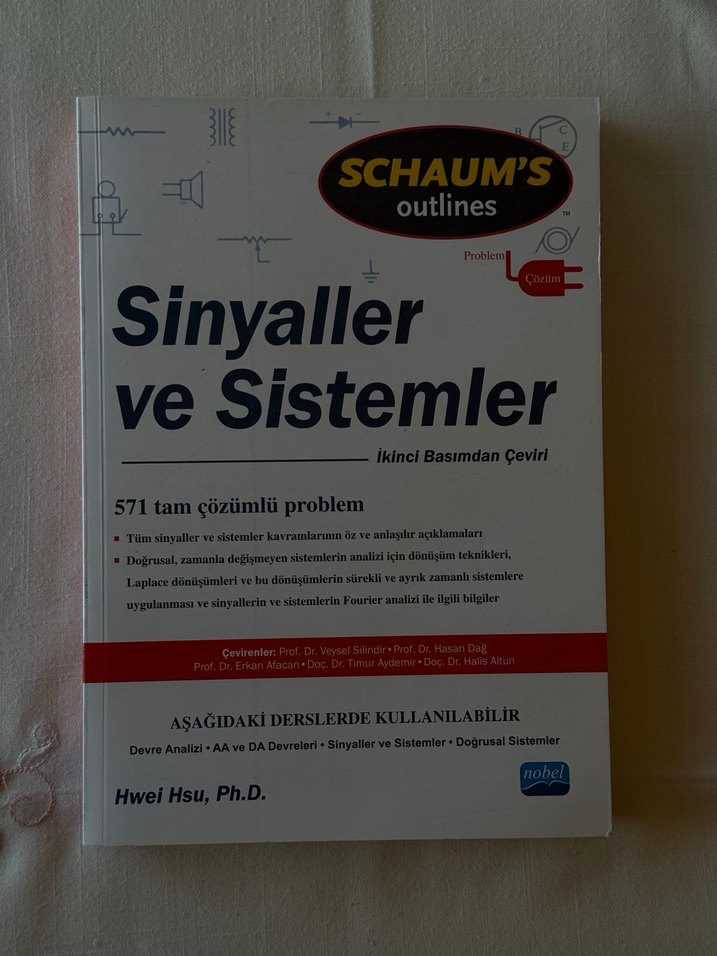 B
C
E
SCHAUM'S
outlines
™
Problem
Çözüm
Sinyaller
ve Sistemler
İkinci Basımdan Çeviri
571 tam çözümlü problem
▪ Tüm sinyaller ve sistemler kavramlarının öz ve anlaşılır açıklamaları
▪ Doğrusal, zamanla değişmeyen sistemlerin analizi için dönüşüm teknikleri,
Laplace dönüşümleri ve bu dönüşümlerin sürekli ve ayrık zamanlı sistemlere
uygulanması ve sinyallerin ve sistemlerin Fourier analizi ile ilgili bilgiler
Çevirenler: Prof. Dr. Veysel Silindir • Prof. Dr. Hasan Dağ
Prof. Dr. Erkan Afacan • Doç. Dr. Timur Aydemir • Doç. Dr. Halis Altun
AŞAĞIDAKİ DERSLERDE KULLANILABİLİR
Devre Analizi • AA ve DA Devreleri • Sinyaller ve Sistemler • Doğrusal Sistemler
nobel
Hwei Hsu, Ph.D.